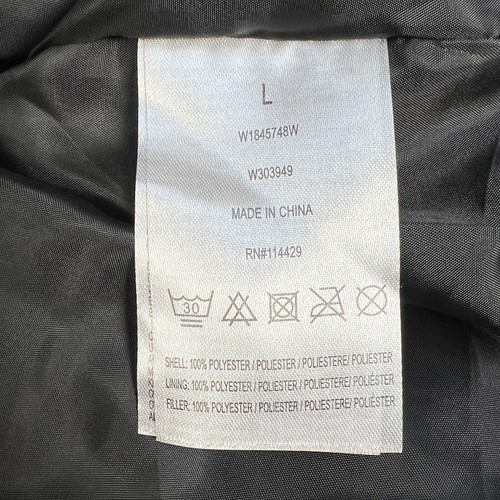 L
W1845748W
W303949
MADE IN CHINA
RN#114429
30
SHELL: 100% POLYESTER / POLIESTER / POLIESTERE/ POLIÉSTER
LINING: 100% POLYESTER / POLIESTER / POLIESTERE/ POLIÉSTER
FILLER: 100% POLYESTER / POLIESTER / POLIESTERE/ POLIÉSTER